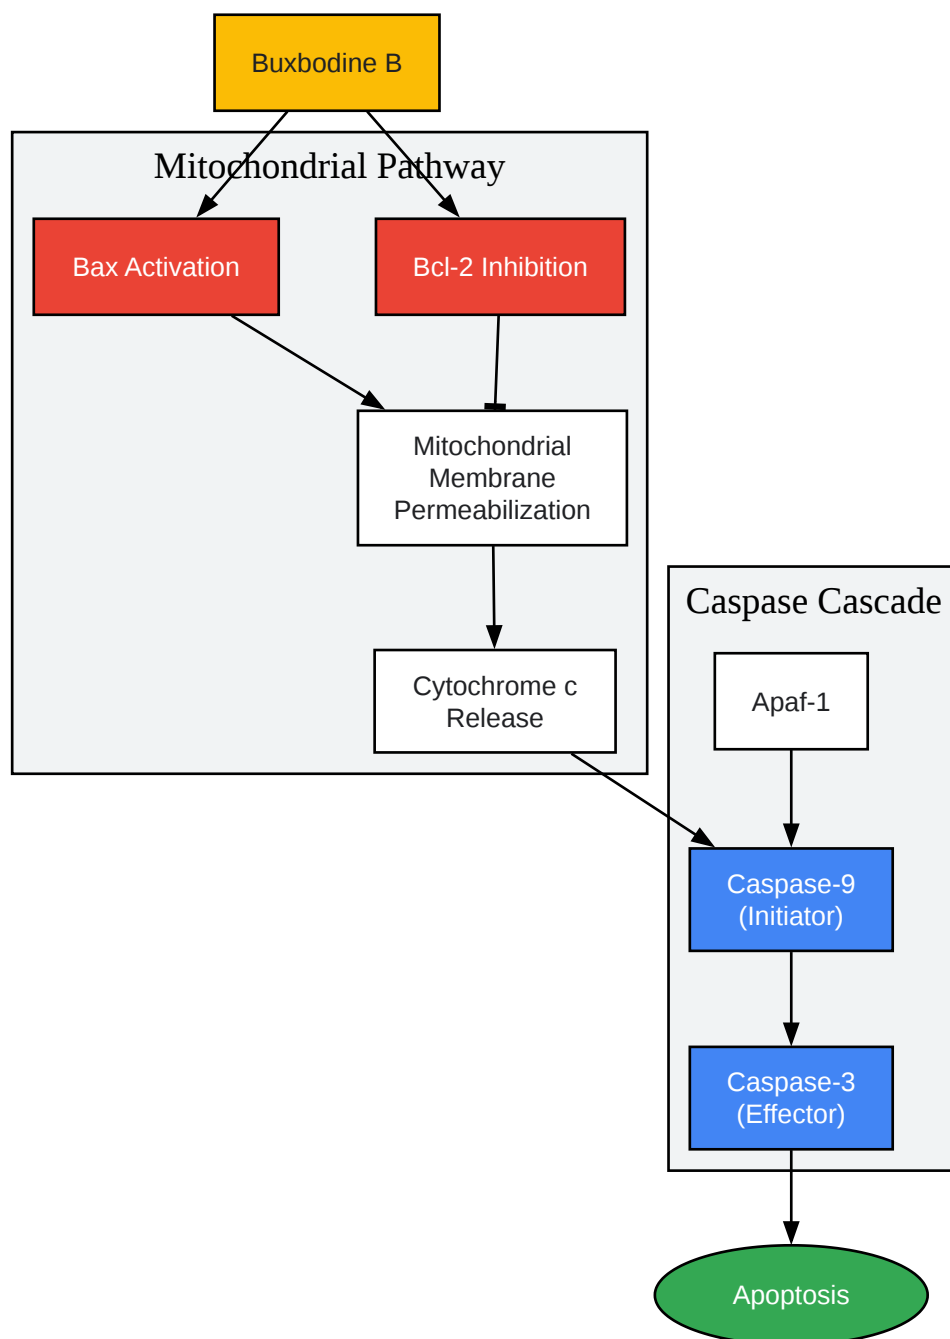 Buxbodine B
Mitochondrial Pathway
Bax Activation
Bcl-2 Inhibition
Mitochondrial
Membrane
Permeabilization
Cytochrome c
Release
Caspase Cascade
Apaf-1
Caspase-9
(Initiator)
Caspase-3
(Effector)
Apoptosis